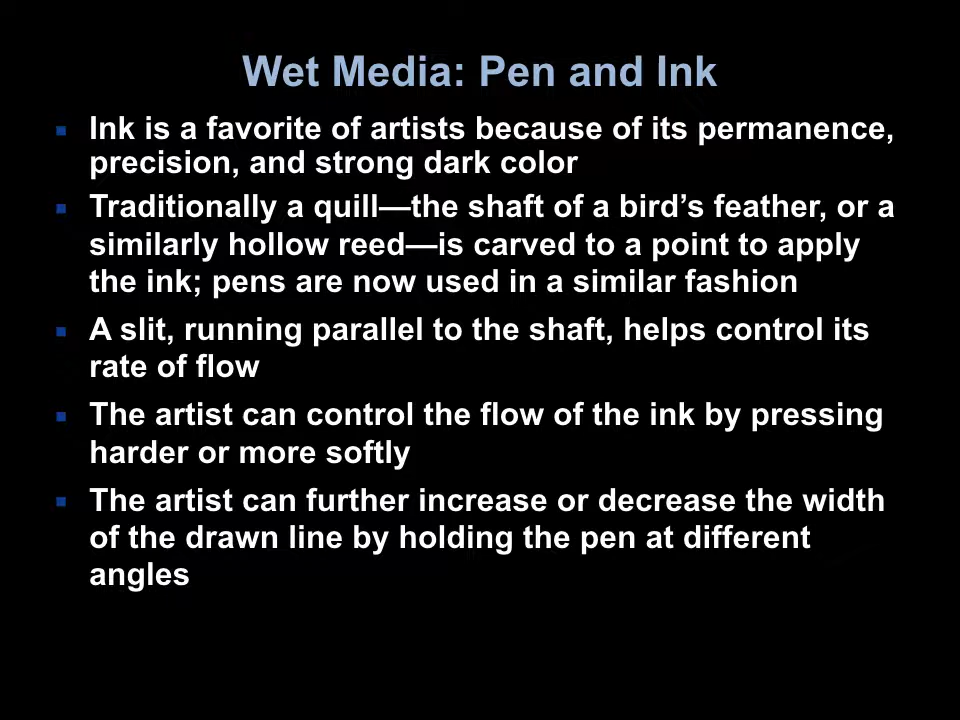 Wet Media: Pen and Ink
Ink is a favorite of artists because of its permanence,
precision, and strong dark color
Traditionally a quill—the shaft of a bird’s feather, or a
similarly hollow reed—is carved to a point to apply
the ink; pens are now used in a similar fashion
A slit, running parallel to the shaft, helps control its
rate of flow
The artist can control the flow of the ink by pressing
harder or more softly
The artist can further increase or decrease the width
of the drawn line by holding the pen at different
angles